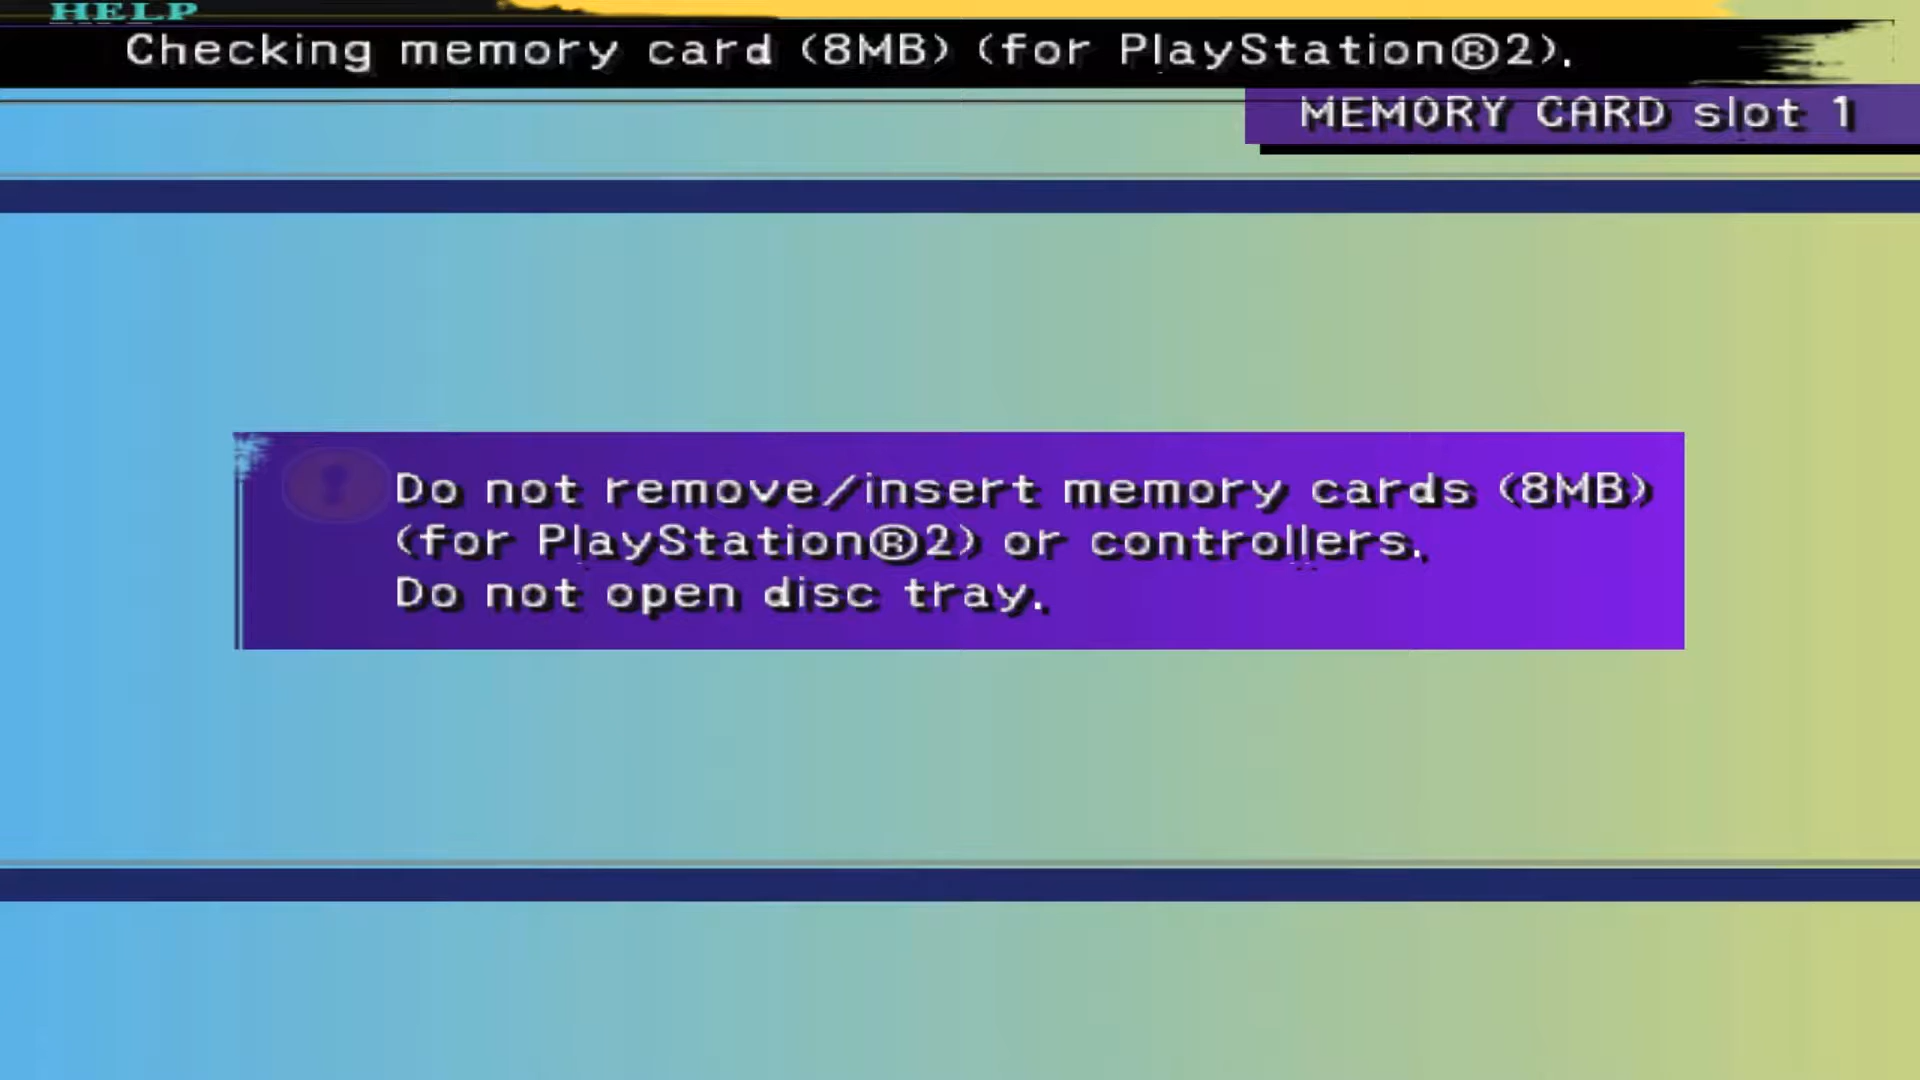 HELP
Checking memory card (8MB) (for PlayStation®2).
MEMORY CARD slot 1
Do not remove/insert memory cards (8MB)
(for PlayStation®2) or controllers.
Do not open disc tray.